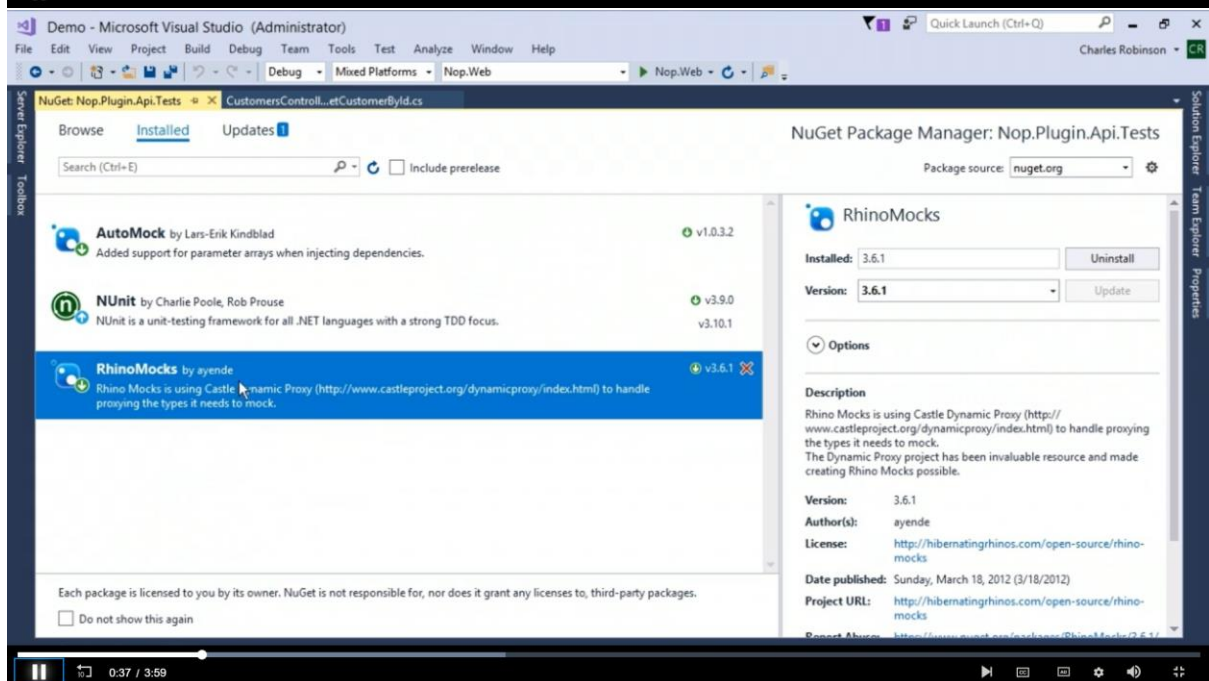 Demo - Microsoft Visual Studio (Administrator)
1
Quick Launch (Ctrl+Q)
File Edit View Project Build Debug Team Tools Test Analyze Window Help
Charles Robinson
CR
Debug
Mixed Platforms
Nop.Web
Nop.Web
Server Explorer
Toolbox
NuGet: Nop.Plugin.Api.Tests
CustomersControll...etCustomerById.cs
Browse Installed Updates 1
NuGet Package Manager: Nop.Plugin.Api.Tests
Search (Ctrl+E)
Include prerelease
Package source: nuget.org
AutoMock by Lars-Erik Kindblad
v1.0.3.2
Added support for parameter arrays when injecting dependencies.
NUnit by Charlie Poole, Rob Prouse
v3.9.0
NUnit is a unit-testing framework for all .NET languages with a strong TDD focus.
v3.10.1
RhinoMocks by ayende
v3.6.1
Rhino Mocks is using Castle Dynamic Proxy (http://www.castleproject.org/dynamicproxy/index.html) to handle
proxying the types it needs to mock.
Each package is licensed to you by its owner. NuGet is not responsible for, nor does it grant any licenses to, third-party packages.
Do not show this again
RhinoMocks
Installed: 3.6.1
Uninstall
Version: 3.6.1
Update
Options
Description
Rhino Mocks is using Castle Dynamic Proxy (http://
www.castleproject.org/dynamicproxy/index.html) to handle proxying
the types it needs to mock.
The Dynamic Proxy project has been invaluable resource and made
creating Rhino Mocks possible.
Version: 3.6.1
Author(s): ayende
License: http://hibernatingrhinos.com/open-source/rhino-
mocks
Date published: Sunday, March 18, 2012 (3/18/2012)
Project URL: http://hibernatingrhinos.com/open-source/rhino-
mocks
Report Abuse: https://www.nuget.org/packages/RhinoMocks/3.6.1/
Solution Explorer
Team Explorer
Properties
10
0:37 / 3:59